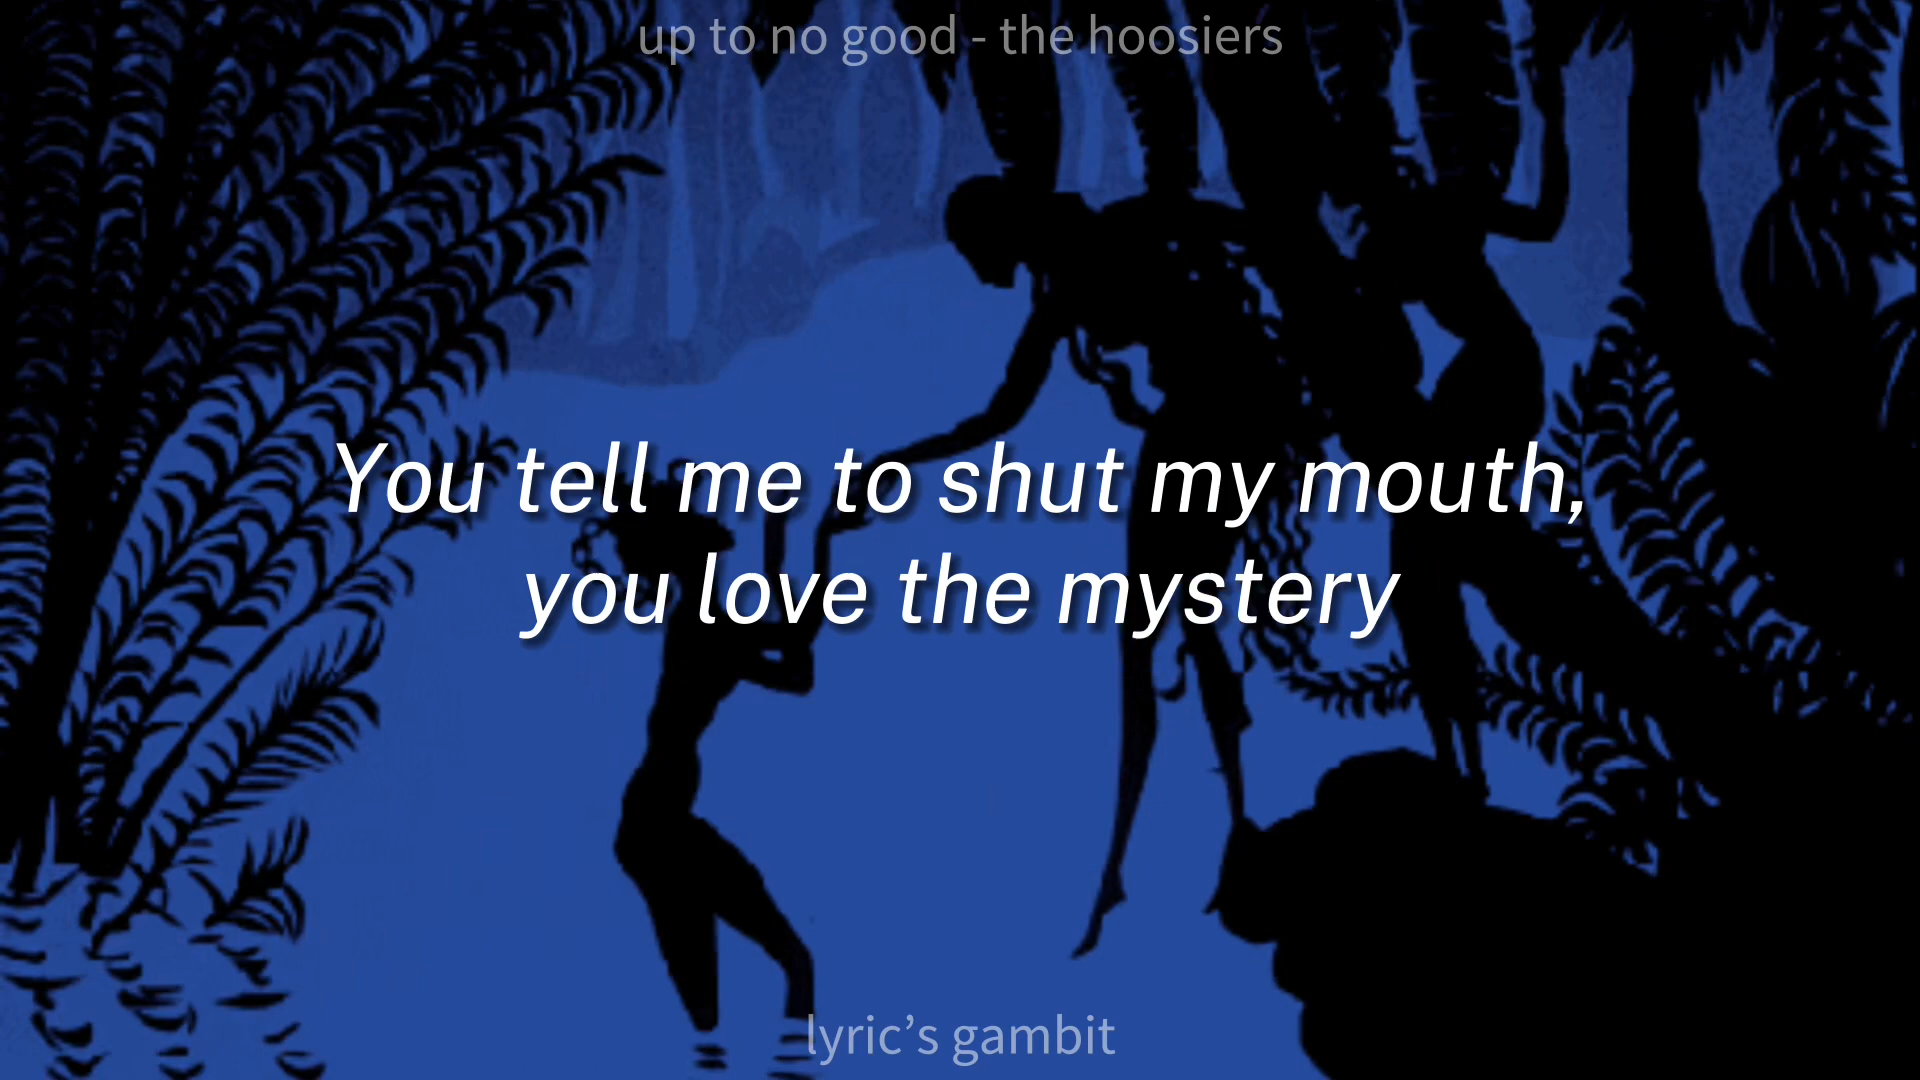 up to no good - the hoosiers
You tell me to shut my mouth,
you love the mystery
lyric’s gambit